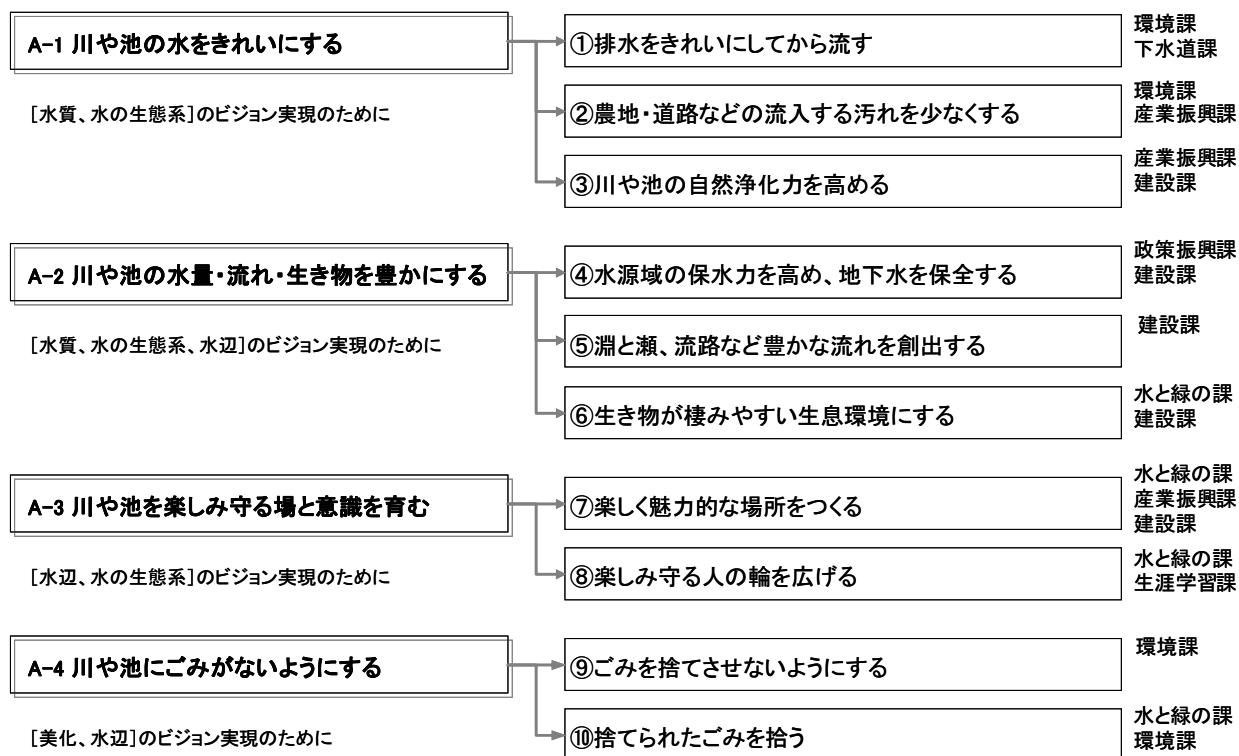 A-1 川や池の水をきれいにする
[水質、水の生態系]のビジョン実現のために
①排水をきれいにしてから流す
環境課
下水道課
②農地・道路などの流入する汚れを少なくする
環境課
産業振興課
③川や池の自然浄化力を高める
産業振興課
建設課
A-2 川や池の水量・流れ・生き物を豊かにする
[水質、水の生態系、水辺]のビジョン実現のために
④水源域の保水力を高め、地下水を保全する
政策振興課
建設課
⑤淵と瀬、流路など豊かな流れを創出する
建設課
⑥生き物が棲みやすい生息環境にする
水と緑の課
建設課
A-3 川や池を楽しみ守る場と意識を育む
[水辺、水の生態系]のビジョン実現のために
⑦楽しく魅力的な場所をつくる
水と緑の課
産業振興課
建設課
⑧楽しみ守る人の輪を広げる
水と緑の課
生涯学習課
A-4 川や池にごみがないようにする
[美化、水辺]のビジョン実現のために
⑨ごみを捨てさせないようにする
環境課
⑩捨てられたごみを拾う
水と緑の課
環境課